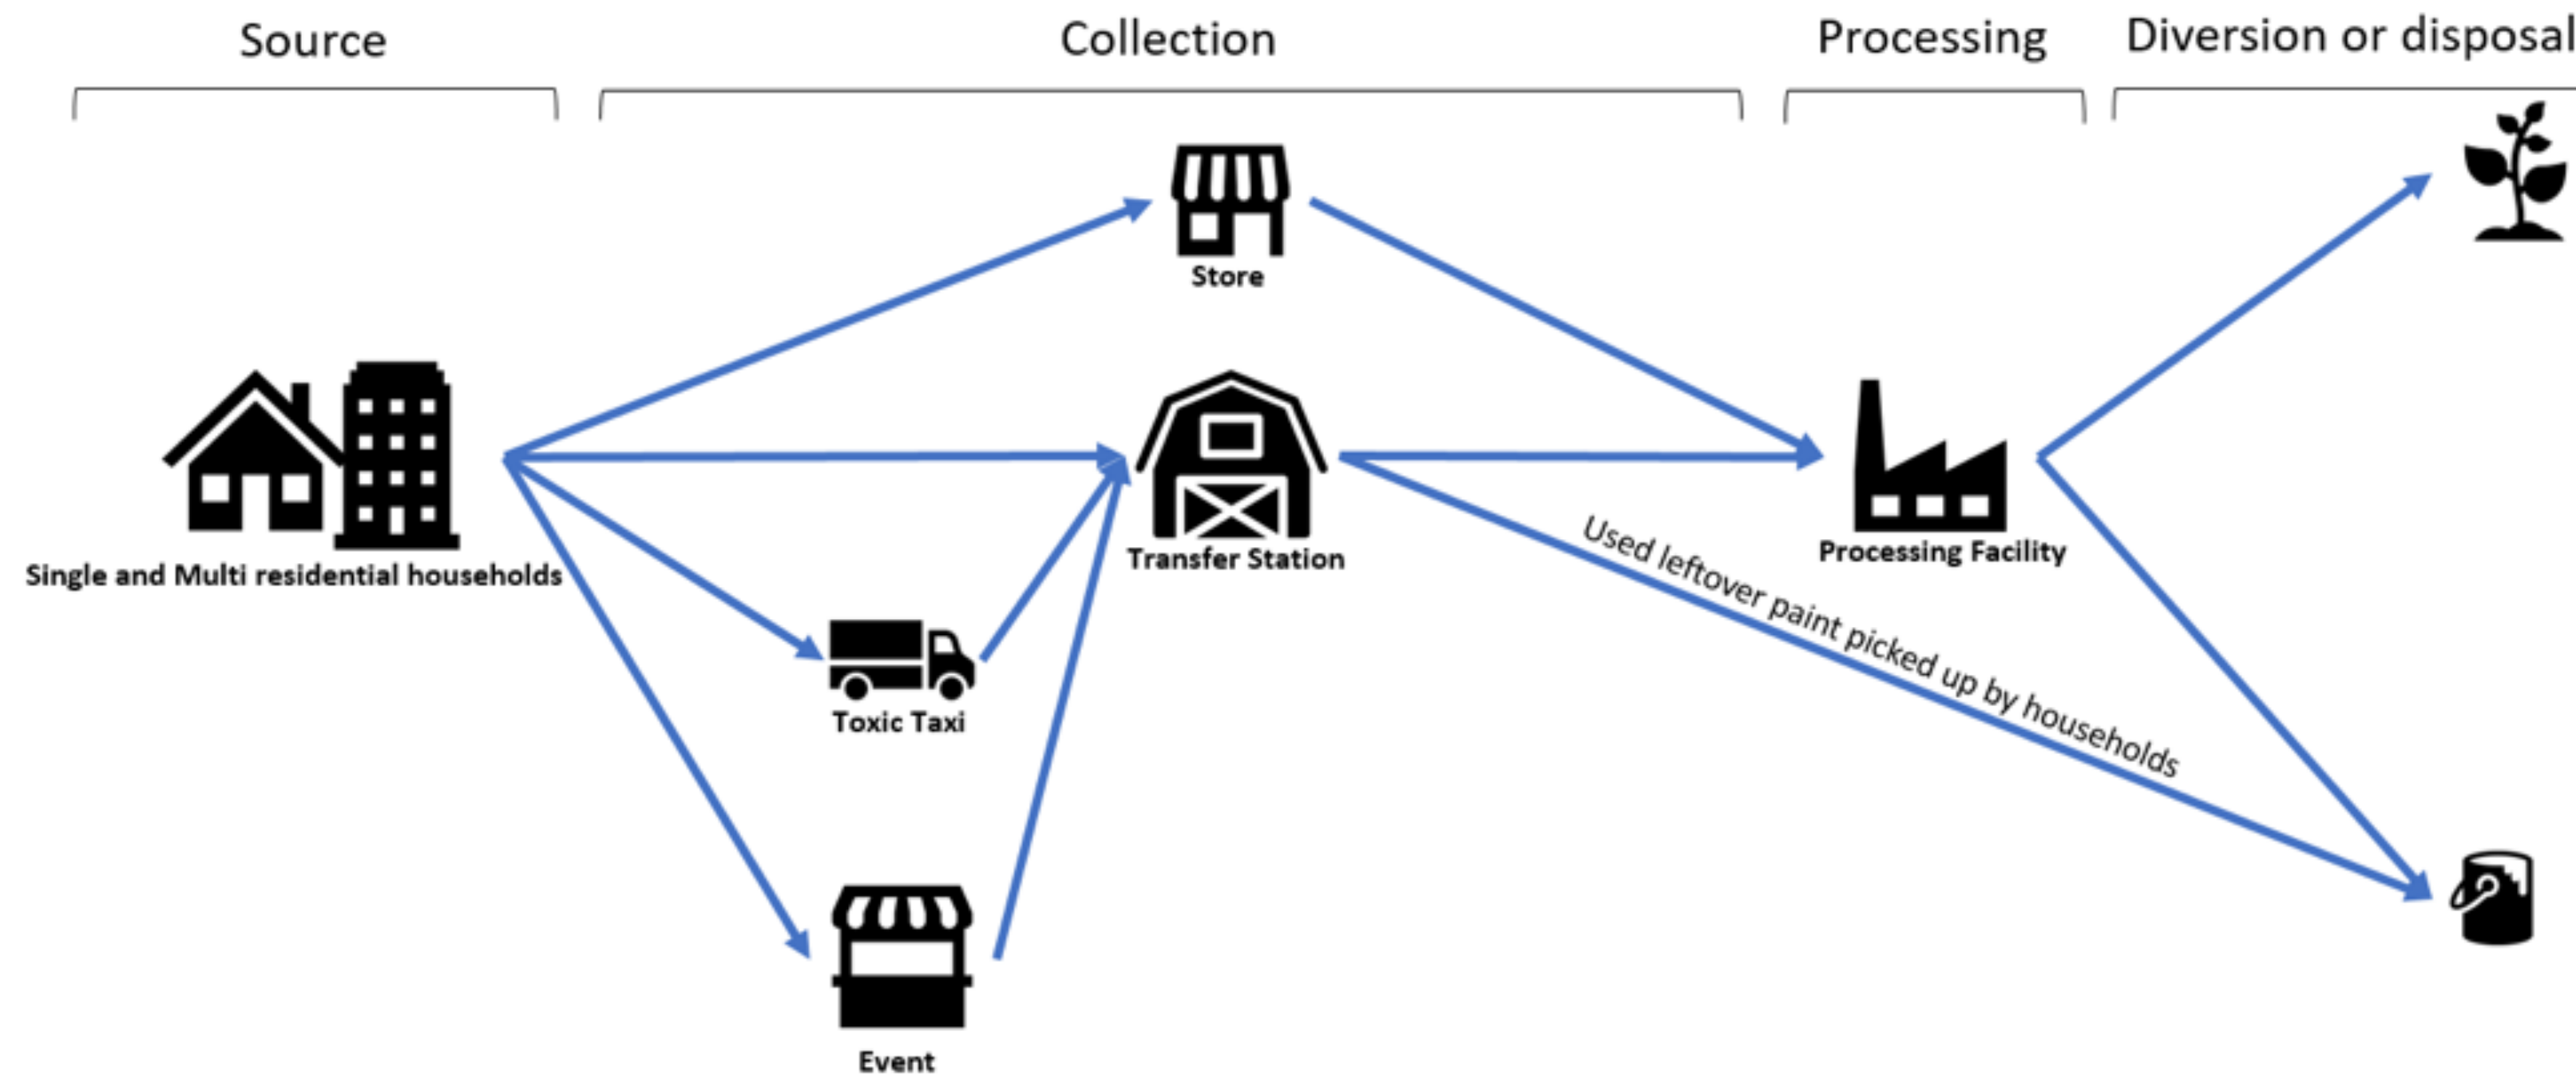 Source
Collection
Processing
Diversion or disposal
Store
Single and Multi residential households
Transfer Station
Processing Facility
Used leftover paint picked up by households
Toxic Taxi
Event